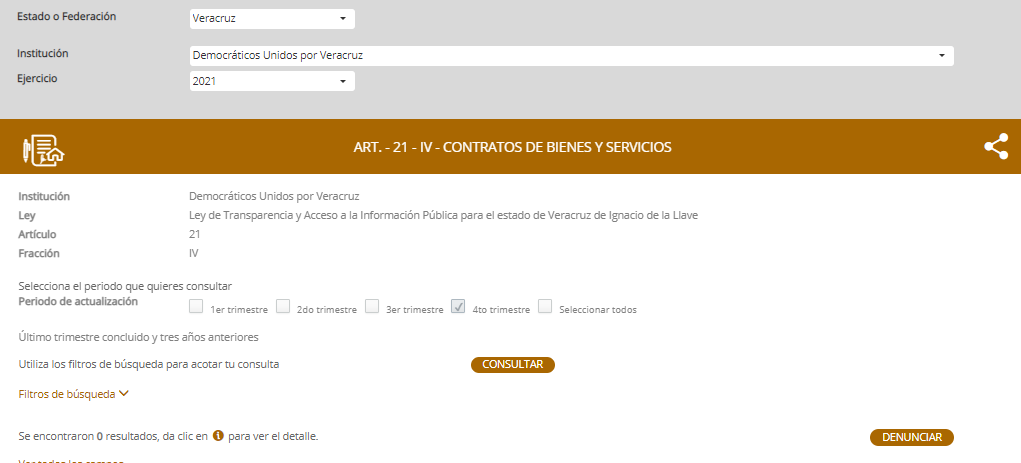 Estado o Federación Veracruz
Institución Democráticos Unidos por Veracruz
Ejercicio 2021
ART. - 21 - IV - CONTRATOS DE BIENES Y SERVICIOS
Institución Democráticos Unidos por Veracruz
Ley Ley de Transparencia y Acceso a la Información Pública para el estado de Veracruz de Ignacio de la Llave
Artículo 21
Fracción IV
Selecciona el periodo que quieres consultar
Periodo de actualización 1er trimestre 2do trimestre 3er trimestre 4to trimestre Seleccionar todos
Último trimestre concluido y tres años anteriores
Utiliza los filtros de búsqueda para acotar tu consulta CONSULTAR
Filtros de búsqueda
Se encontraron 0 resultados, da clic en i para ver el detalle. DENUNCIAR
Ver todos los campos